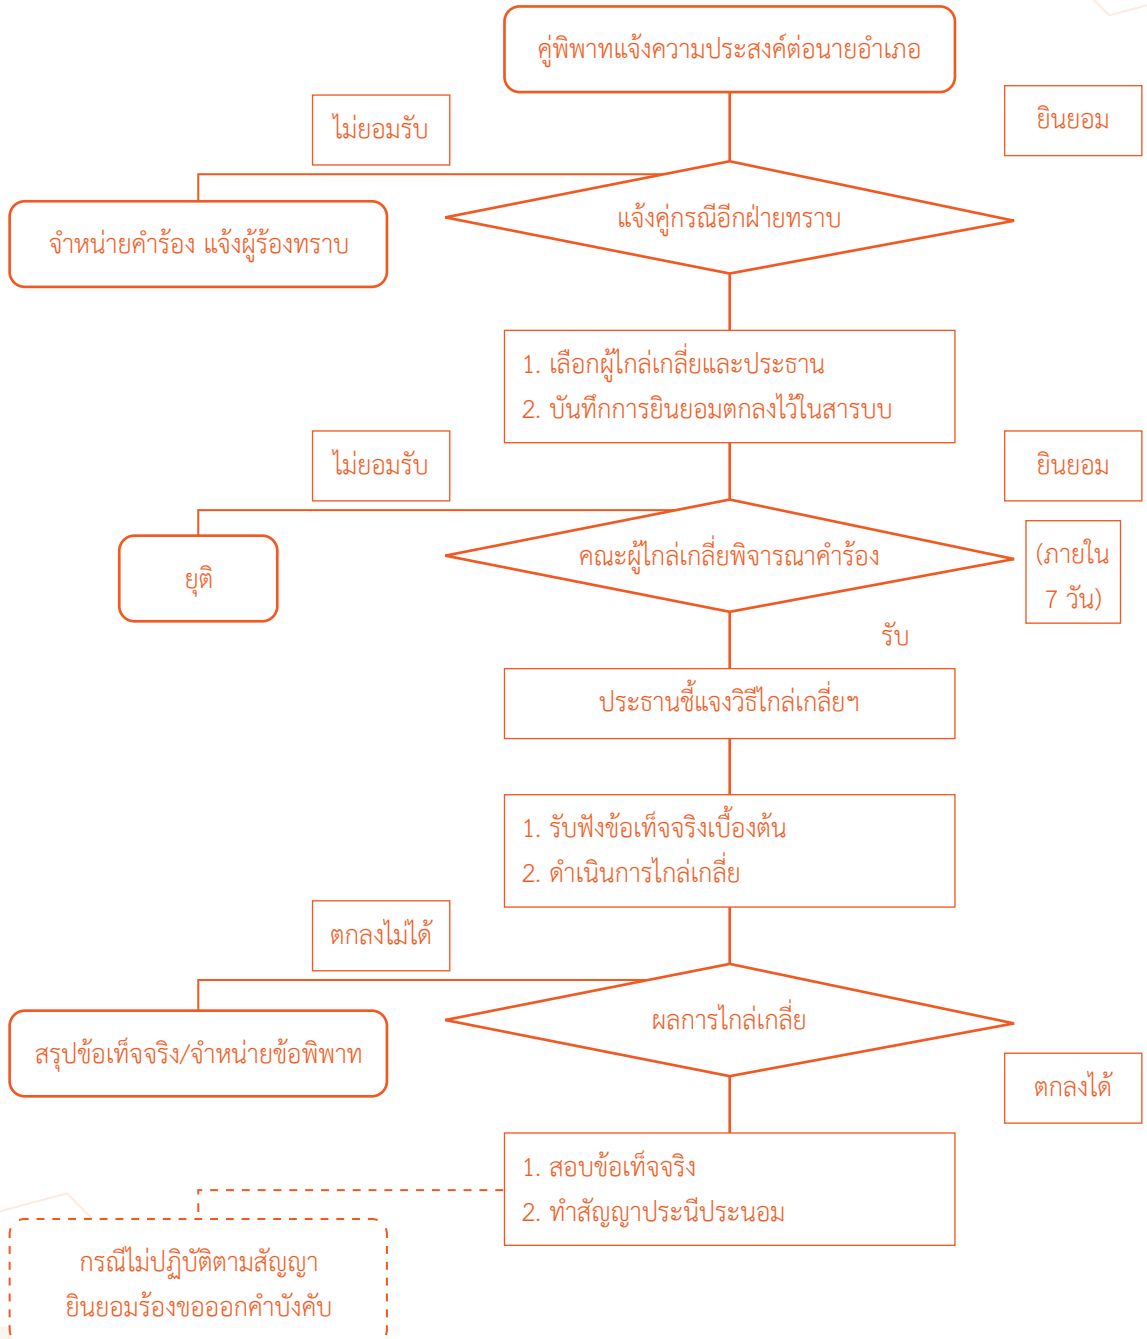 คู่พิพาทแจ้งความประสงค์ต่อนายอำเภอ
ไม่ยอมรับ
ยินยอม
แจ้งคู่กรณีอีกฝ่ายทราบ
จำหน่ายคำร้อง แจ้งผู้ร้องทราบ
1. เลือกผู้ไกล่เกลี่ยและประธาน
2. บันทึกการยินยอมตกลงไว้ในสารบบ
ไม่ยอมรับ
ยินยอม
คณะผู้ไกล่เกลี่ยพิจารณาคำร้อง
(ภายใน
7 วัน)
ยุติ
รับ
ประธานชี้แจงวิธีไกล่เกลี่ยฯ
1. รับฟังข้อเท็จจริงเบื้องต้น
2. ดำเนินการไกล่เกลี่ย
ตกลงไม่ได้
ผลการไกล่เกลี่ย
สรุปข้อเท็จจริง/จำหน่ายข้อพิพาท
ตกลงได้
1. สอบข้อเท็จจริง
2. ทำสัญญาประนีประนอม
กรณีไม่ปฏิบัติตามสัญญา
ยินยอมร้องขอออกคำบังคับ